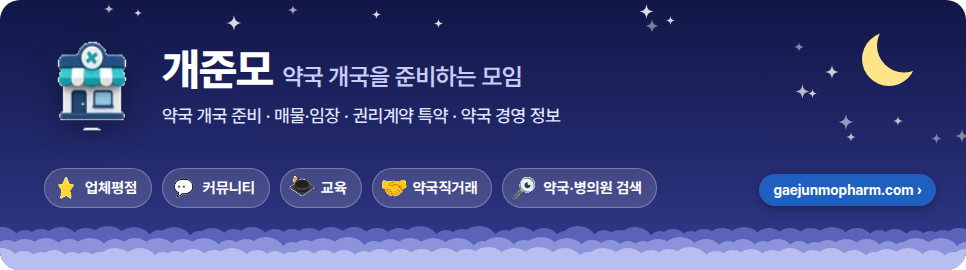 개준모 약국 개국을 준비하는 모임
약국 개국 준비 · 매물·임장 · 권리계약 특약 · 약국 경영 정보
업체평점 커뮤니티 교육 약국직거래 약국·병의원 검색 gaejunmopharm.com ›